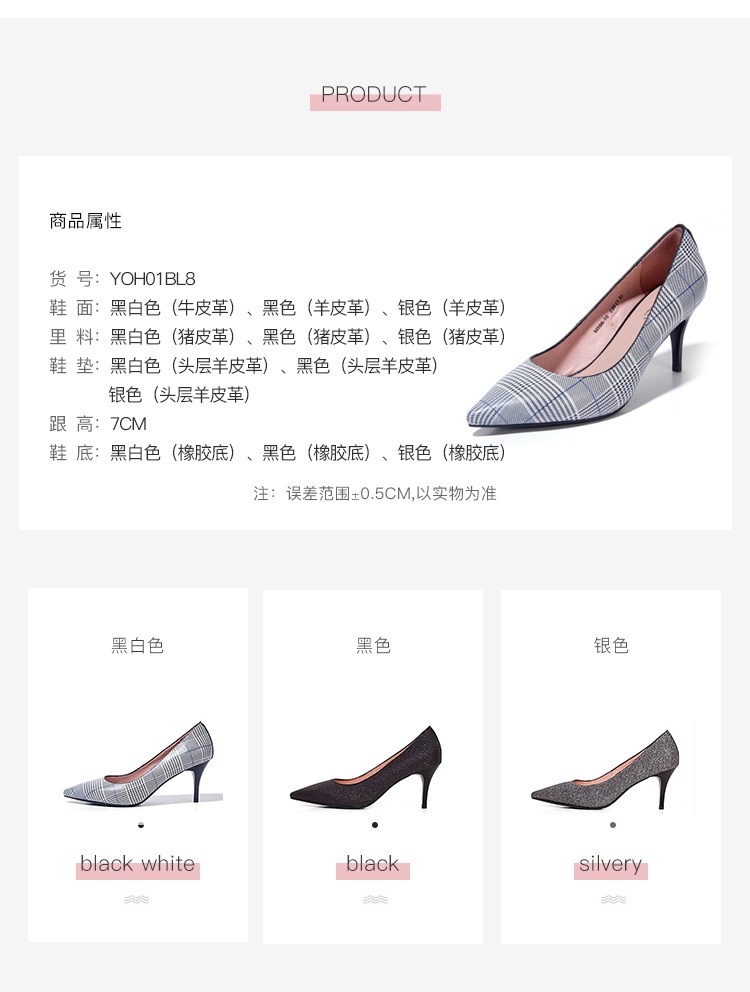 PRODUCT
商品属性
货 号：YOH01BL8
鞋 面：黑白色（牛皮革）、黑色（羊皮革）、银色（羊皮革）
里 料：黑白色（猪皮革）、黑色（猪皮革）、银色（猪皮革）
鞋 垫：黑白色（头层羊皮革）、黑色（头层羊皮革）
银色（头层羊皮革）
跟 高：7CM
鞋 底：黑白色（橡胶底）、黑色（橡胶底）、银色（橡胶底）
注：误差范围±0.5CM,以实物为准
黑白色
黑色
银色
black white
black
silvery